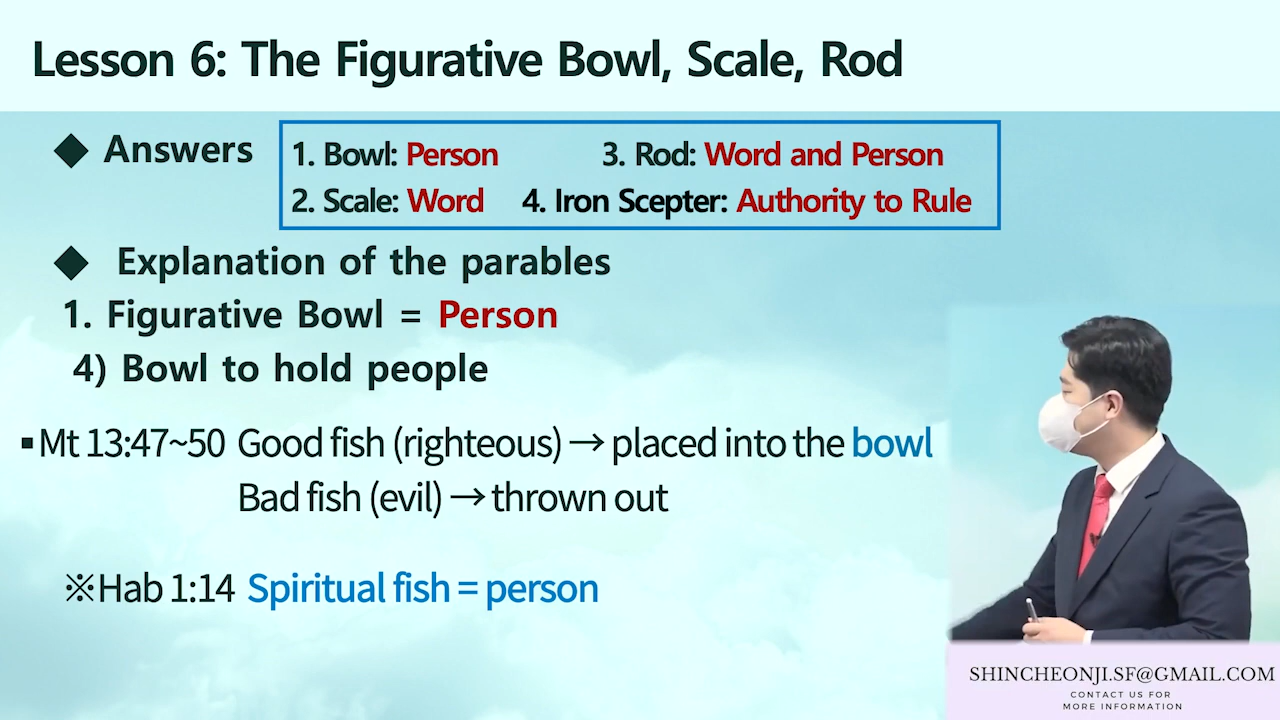 Lesson 6: The Figurative Bowl, Scale, Rod
◆ Answers
1. Bowl: Person 3. Rod: Word and Person
2. Scale: Word 4. Iron Scepter: Authority to Rule
◆ Explanation of the parables
1. Figurative Bowl = Person
4) Bowl to hold people
▪Mt 13:47~50 Good fish (righteous) → placed into the bowl
Bad fish (evil) → thrown out
※Hab 1:14 Spiritual fish = person
SHINCHEONJI.SF@GMAIL.COM
CONTACT US FOR
MORE INFORMATION